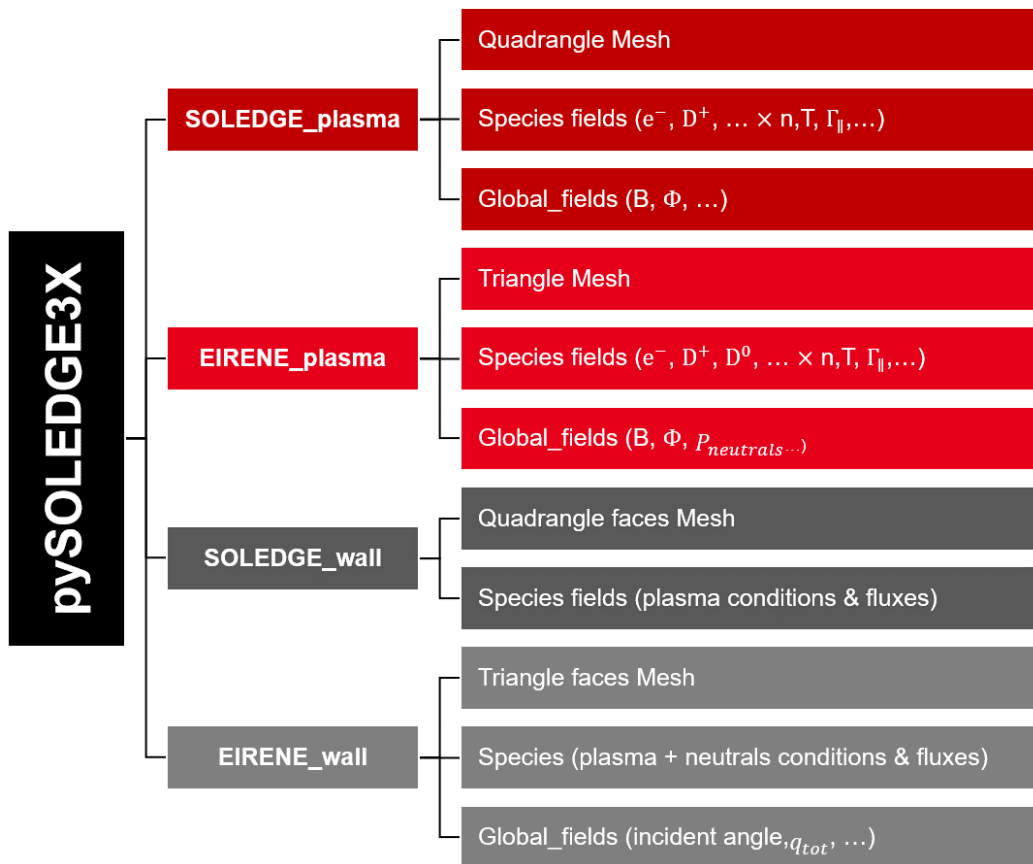 pySOLEDGE3X
SOLEDGE_plasma
Quadrangle Mesh
Species fields (e⁻, D⁺, … × n,T, Γ∥,…)
Global_fields (B, Φ, …)
EIRENE_plasma
Triangle Mesh
Species fields (e⁻, D⁺, D⁰, … × n,T, Γ∥,…)
Global_fields (B, Φ, P_neutrals…)
SOLEDGE_wall
Quadrangle faces Mesh
Species fields (plasma conditions & fluxes)
EIRENE_wall
Triangle faces Mesh
Species (plasma + neutrals conditions & fluxes)
Global_fields (incident angle,q_tot, …)